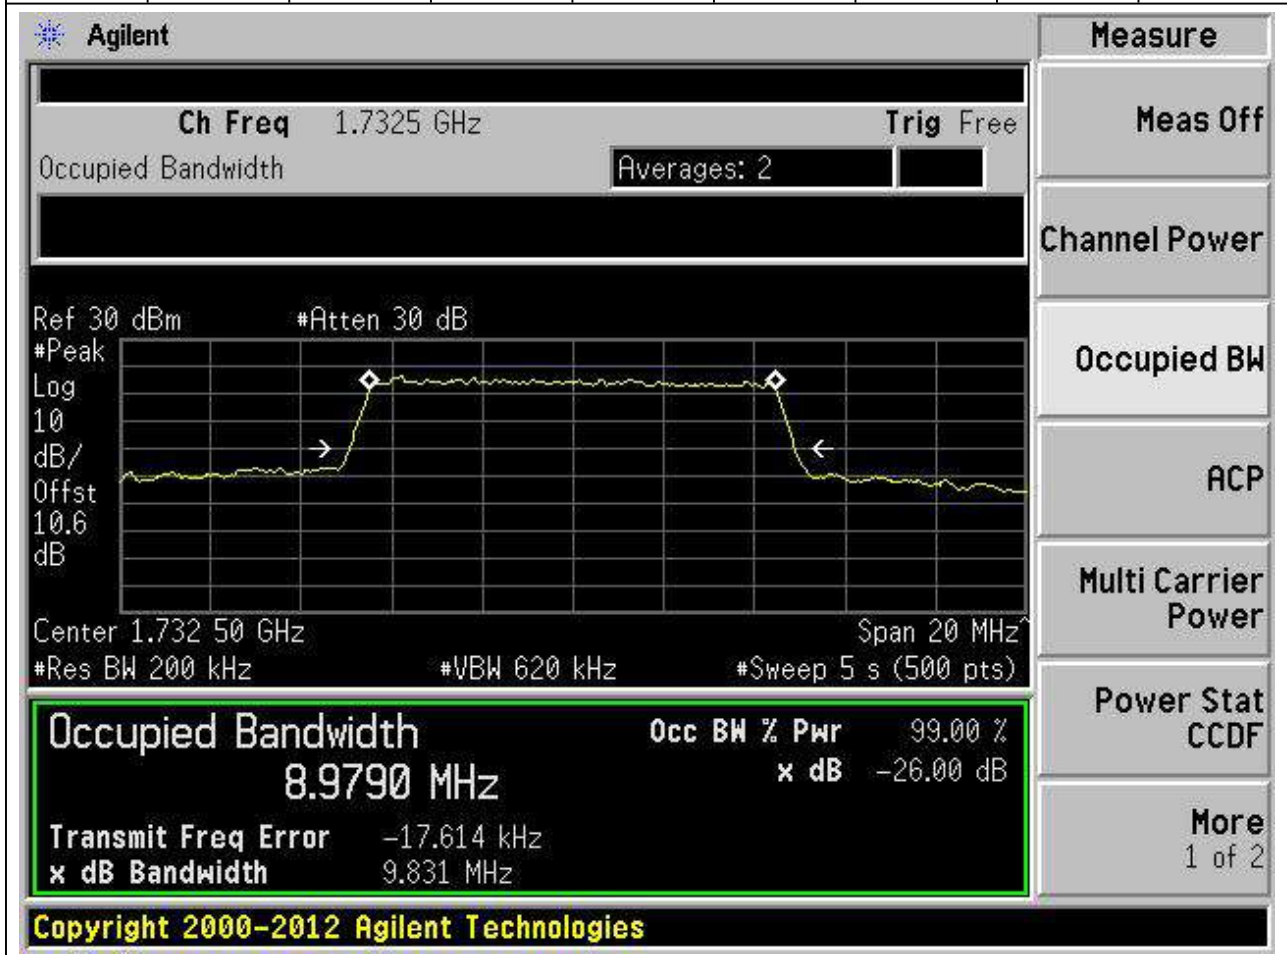 Agilent
Measure
Ch Freq 1.7325 GHz Trig Free
Occupied Bandwidth Averages: 2
Meas Off
Channel Power
Occupied BW
ACP
Multi Carrier
Power
Power Stat
CCDF
More
1 of 2
Ref 30 dBm #Atten 30 dB
#Peak
Log
10
dB/
Offst
10.6
dB
Center 1.732 50 GHz Span 20 MHz^
#Res BW 200 kHz #VBW 620 kHz #Sweep 5 s (500 pts)
Occupied Bandwidth Occ BW % Pwr 99.00 %
8.9790 MHz x dB -26.00 dB
Transmit Freq Error -17.614 kHz
x dB Bandwidth 9.831 MHz
Copyright 2000-2012 Agilent Technologies